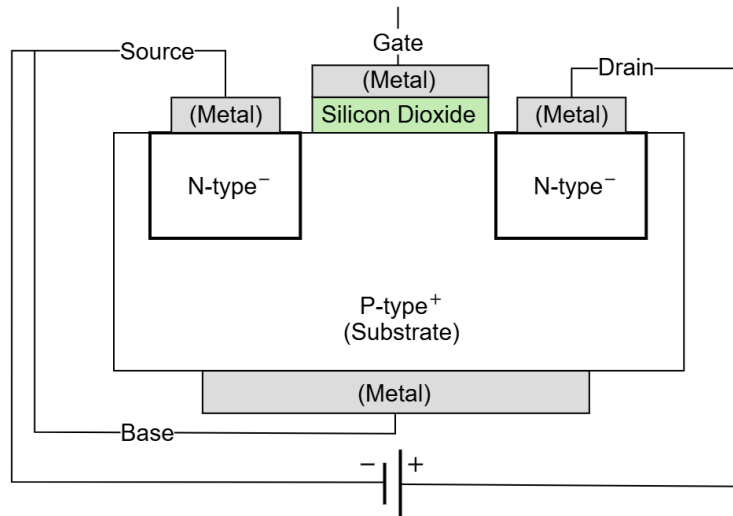 Gate
Source
Drain
(Metal)
(Metal)
(Metal)
Silicon Dioxide
N-type⁻
N-type⁻
P-type⁺
(Substrate)
(Metal)
Base
− +